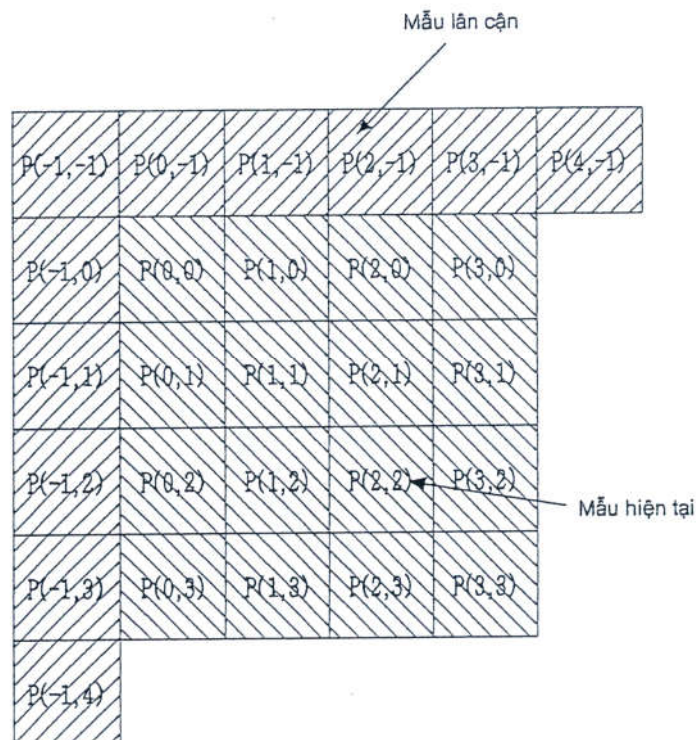 Mẫu lân cận
P(-1,-1) P(0,-1) P(1,-1) P(2,-1) P(3,-1) P(4,-1)
P(-1,0) P(0,0) P(1,0) P(2,0) P(3,0)
P(-1,1) P(0,1) P(1,1) P(2,1) P(3,1)
P(-1,2) P(0,2) P(1,2) P(2,2) P(3,2)
Mẫu hiện tại
P(-1,3) P(0,3) P(1,3) P(2,3) P(3,3)
P(-1,4)